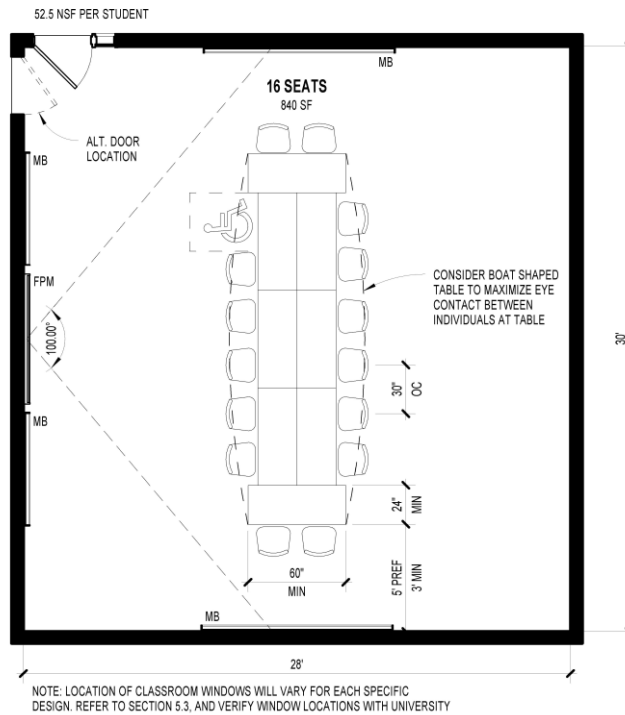 52.5 NSF PER STUDENT
MB
16 SEATS
840 SF
ALT. DOOR
LOCATION
MB
FPM
CONSIDER BOAT SHAPED
TABLE TO MAXIMIZE EYE
CONTACT BETWEEN
INDIVIDUALS AT TABLE
100.00°
30'
30"
OC
MB
24"
MIN
60"
MIN
5' PREF
3' MIN
MB
28'
NOTE: LOCATION OF CLASSROOM WINDOWS WILL VARY FOR EACH SPECIFIC
DESIGN. REFER TO SECTION 5.3, AND VERIFY WINDOW LOCATIONS WITH UNIVERSITY